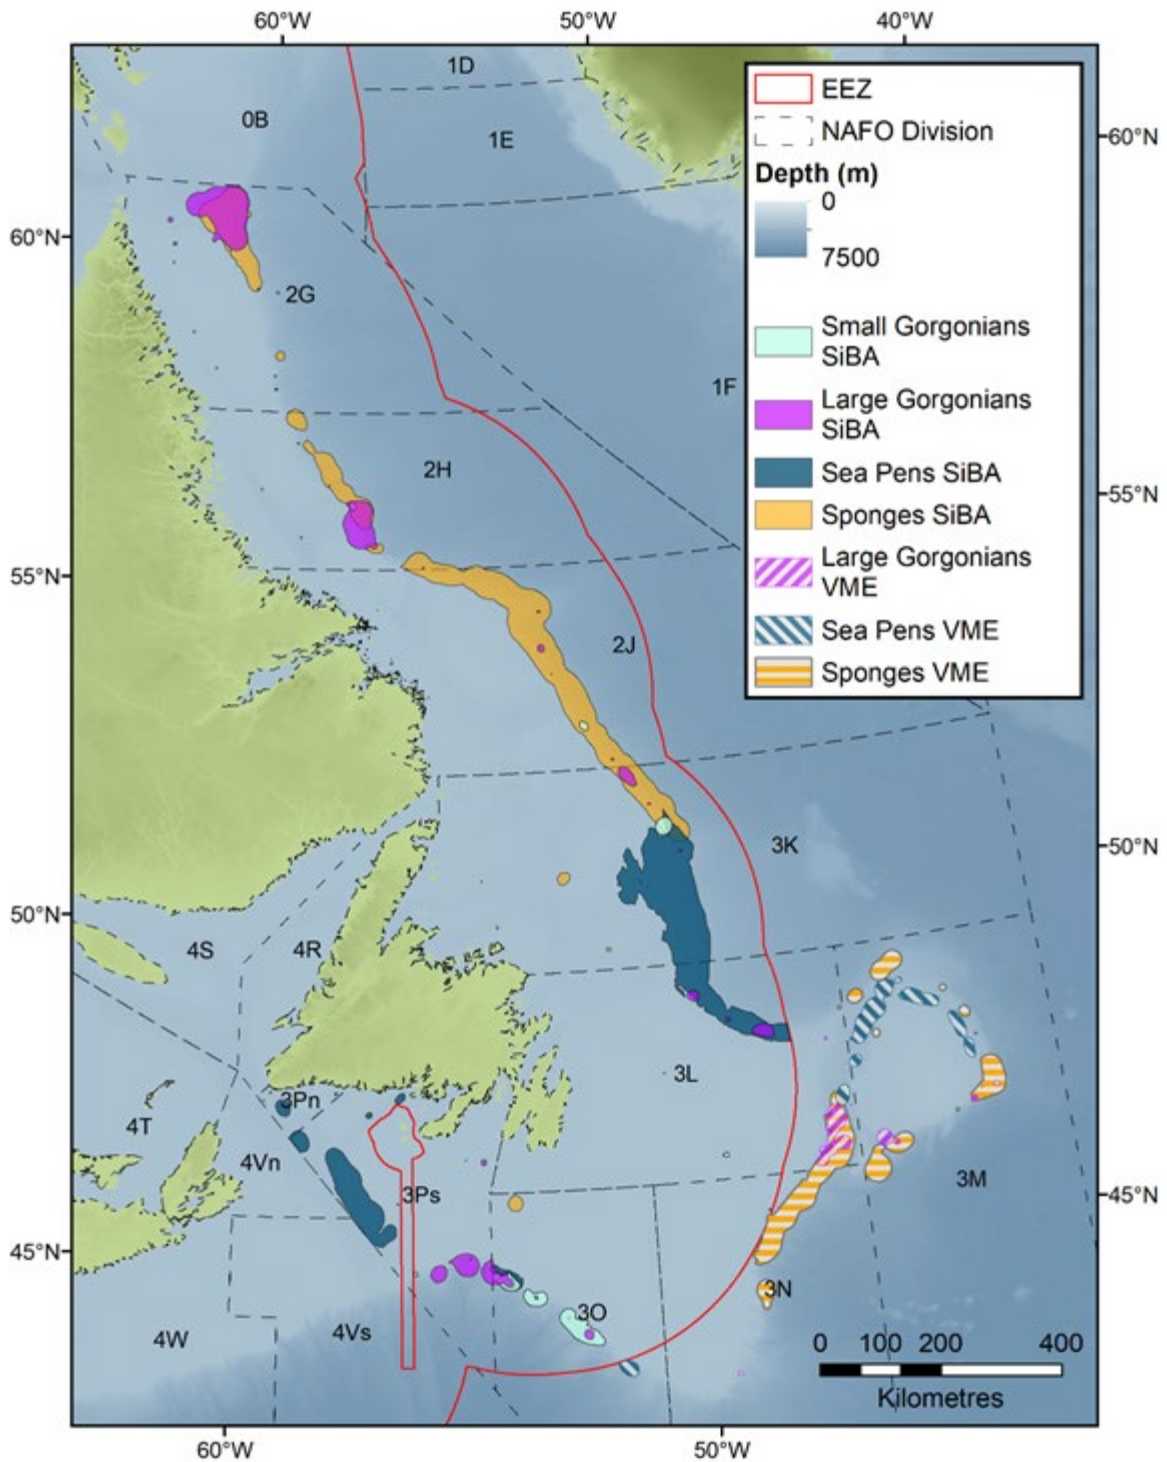 60°W 50°W 40°W
1D
EEZ
0B
NAFO Division
60°N
1E
Depth (m)
0
60°N
7500
2G
Small Gorgonians
SiBA
1F
Large Gorgonians
SiBA
2H
Sea Pens SiBA
55°N
Sponges SiBA
Large Gorgonians
VME
55°N
Sea Pens VME
2J
Sponges VME
3K
50°N
50°N
4S
4R
3L
3Pn
4T
4Vn
3M
3Ps
45°N
45°N
3N
3O
4Vs
4W
0 100 200 400
Kilometres
60°W 50°W